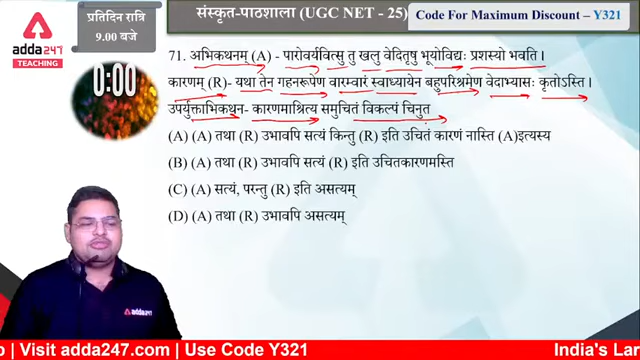 adda247
TEACHING
प्रतिदिन रात्रि
9.00 बजे
संस्कृत-पाठशाला (UGC NET - 25)
Code For Maximum Discount – Y321
0:00
71. अभिकथनम् (A) - पारोवर्यवित्सु तु खलु वेदितृषु भूयोविद्यः प्रशस्यो भवति ।
कारणम् (R)- यथा तेन गहनरूपेण वारम्वारं स्वाध्यायेन बहुपरिश्रमेण वेदाभ्यासः कृतोऽस्ति ।
उपर्युक्ताभिकथन- कारणमाश्रित्य समुचितं विकल्पं चिनुत
(A) (A) तथा (R) उभावपि सत्यं किन्तु (R) इति उचितं कारणं नास्ति (A)इत्यस्य
(B) (A) तथा (R) उभावपि सत्यं (R) इति उचितकारणमस्ति
(C) (A) सत्यं, परन्तु (R) इति असत्यम्
(D) (A) तथा (R) उभावपि असत्यम्
adda247
p | Visit adda247.com | Use Code Y321
India's Lar